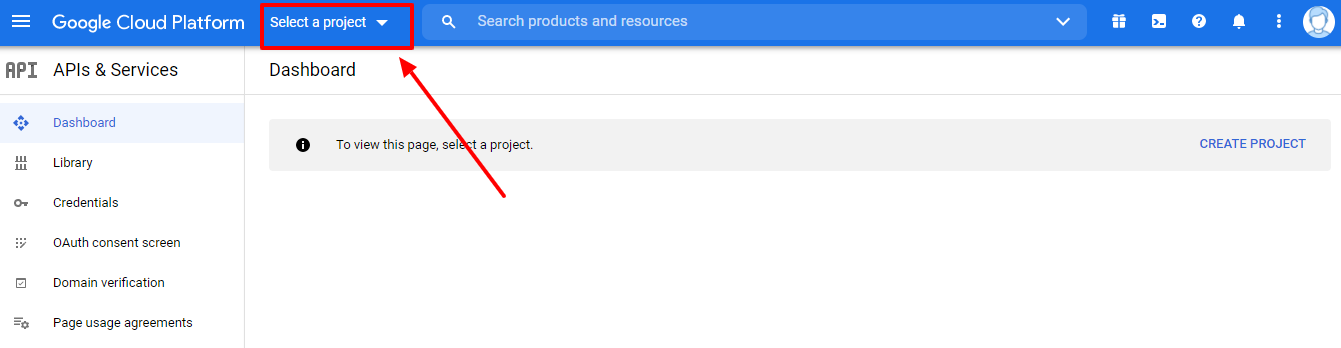 Google Cloud Platform
Select a project
Search products and resources
API
APIs & Services
Dashboard
Dashboard
To view this page, select a project.
CREATE PROJECT
Library
Credentials
OAuth consent screen
Domain verification
Page usage agreements